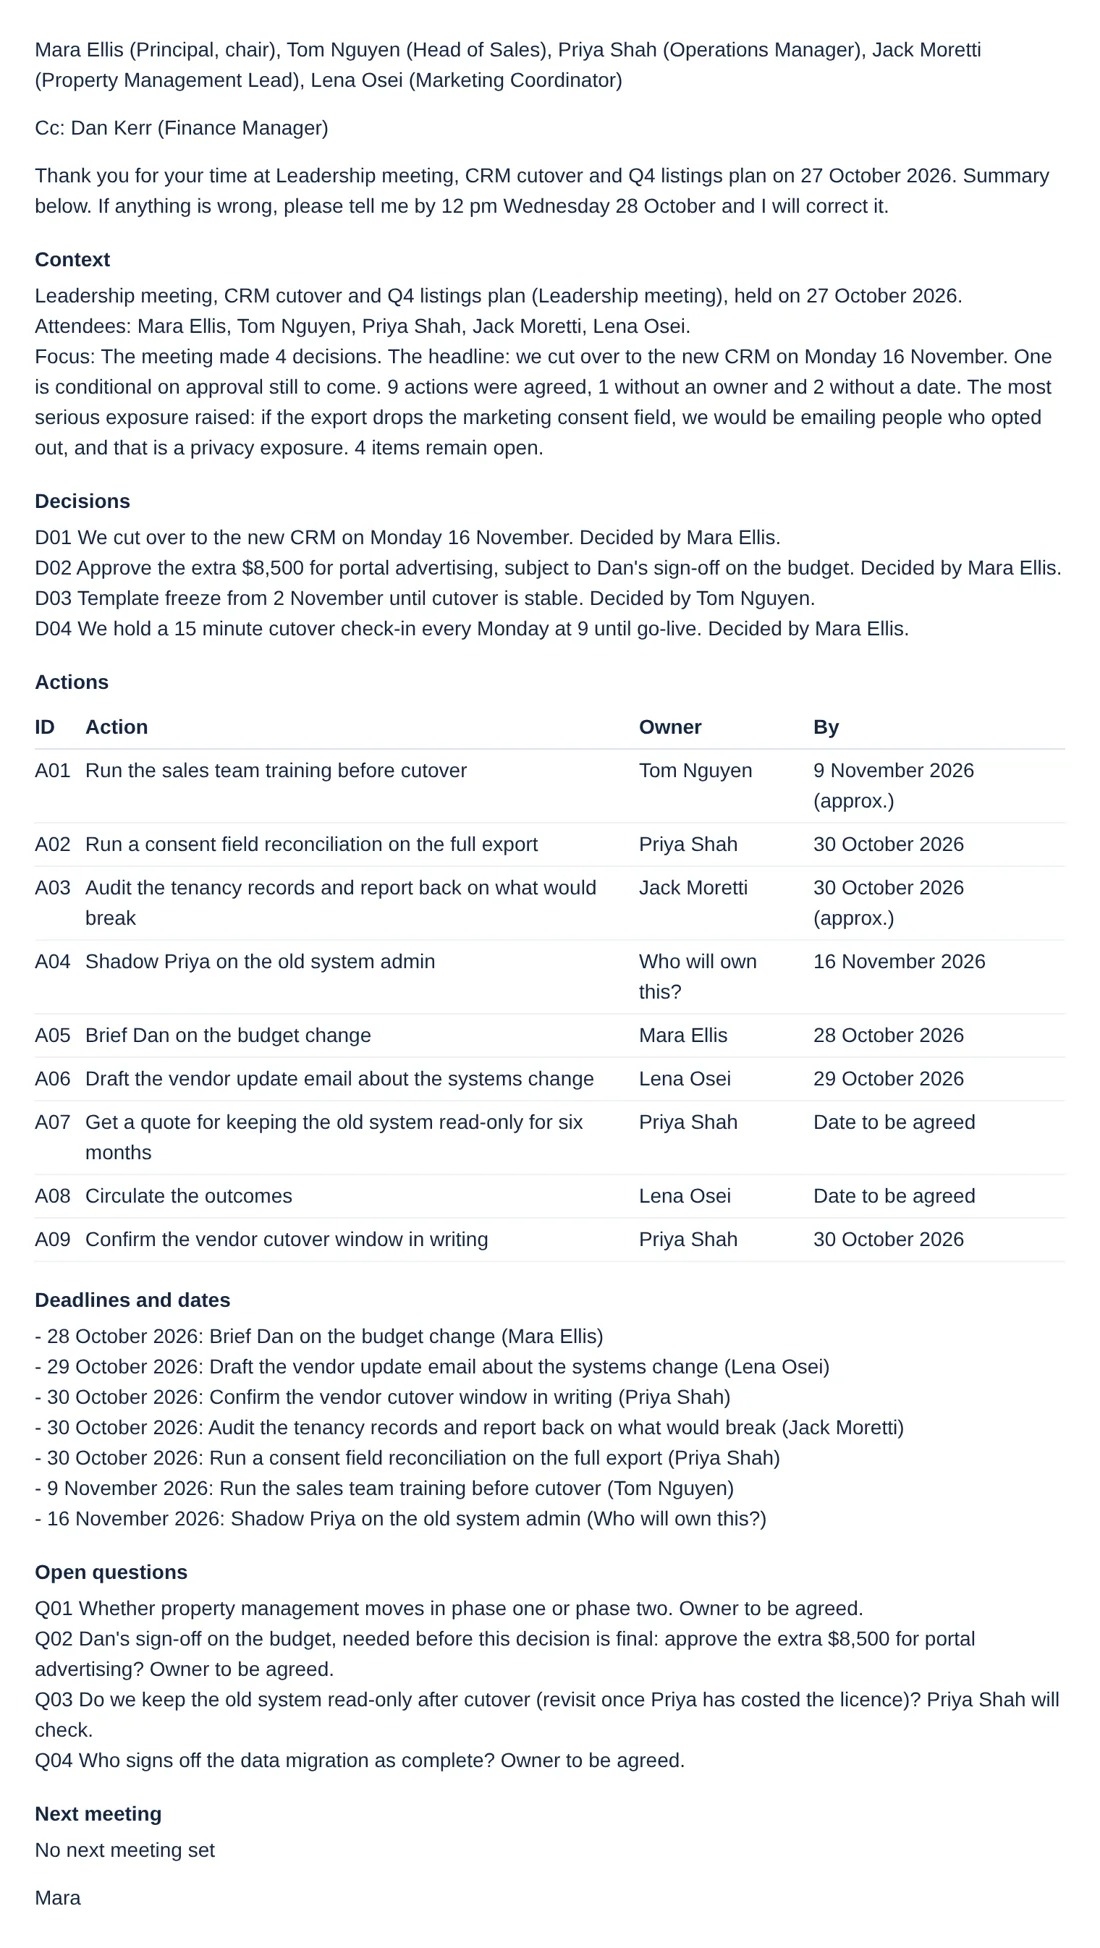 Mara Ellis (Principal, chair), Tom Nguyen (Head of Sales), Priya Shah (Operations Manager), Jack Moretti
(Property Management Lead), Lena Osei (Marketing Coordinator)
Cc: Dan Kerr (Finance Manager)
Thank you for your time at Leadership meeting, CRM cutover and Q4 listings plan on 27 October 2026. Summary
below. If anything is wrong, please tell me by 12 pm Wednesday 28 October and I will correct it.
Context
Leadership meeting, CRM cutover and Q4 listings plan (Leadership meeting), held on 27 October 2026.
Attendees: Mara Ellis, Tom Nguyen, Priya Shah, Jack Moretti, Lena Osei.
Focus: The meeting made 4 decisions. The headline: we cut over to the new CRM on Monday 16 November. One
is conditional on approval still to come. 9 actions were agreed, 1 without an owner and 2 without a date. The most
serious exposure raised: if the export drops the marketing consent field, we would be emailing people who opted
out, and that is a privacy exposure. 4 items remain open.
Decisions
D01 We cut over to the new CRM on Monday 16 November. Decided by Mara Ellis.
D02 Approve the extra $8,500 for portal advertising, subject to Dan's sign-off on the budget. Decided by Mara Ellis.
D03 Template freeze from 2 November until cutover is stable. Decided by Tom Nguyen.
D04 We hold a 15 minute cutover check-in every Monday at 9 until go-live. Decided by Mara Ellis.
Actions
ID Action Owner By
A01 Run the sales team training before cutover Tom Nguyen 9 November 2026
(approx.)
A02 Run a consent field reconciliation on the full export Priya Shah 30 October 2026
A03 Audit the tenancy records and report back on what would Jack Moretti 30 October 2026
break (approx.)
A04 Shadow Priya on the old system admin Who will own 16 November 2026
this?
A05 Brief Dan on the budget change Mara Ellis 28 October 2026
A06 Draft the vendor update email about the systems change Lena Osei 29 October 2026
A07 Get a quote for keeping the old system read-only for six Priya Shah Date to be agreed
months
A08 Circulate the outcomes Lena Osei Date to be agreed
A09 Confirm the vendor cutover window in writing Priya Shah 30 October 2026
Deadlines and dates
- 28 October 2026: Brief Dan on the budget change (Mara Ellis)
- 29 October 2026: Draft the vendor update email about the systems change (Lena Osei)
- 30 October 2026: Confirm the vendor cutover window in writing (Priya Shah)
- 30 October 2026: Audit the tenancy records and report back on what would break (Jack Moretti)
- 30 October 2026: Run a consent field reconciliation on the full export (Priya Shah)
- 9 November 2026: Run the sales team training before cutover (Tom Nguyen)
- 16 November 2026: Shadow Priya on the old system admin (Who will own this?)
Open questions
Q01 Whether property management moves in phase one or phase two. Owner to be agreed.
Q02 Dan's sign-off on the budget, needed before this decision is final: approve the extra $8,500 for portal
advertising? Owner to be agreed.
Q03 Do we keep the old system read-only after cutover (revisit once Priya has costed the licence)? Priya Shah will
check.
Q04 Who signs off the data migration as complete? Owner to be agreed.
Next meeting
No next meeting set
Mara